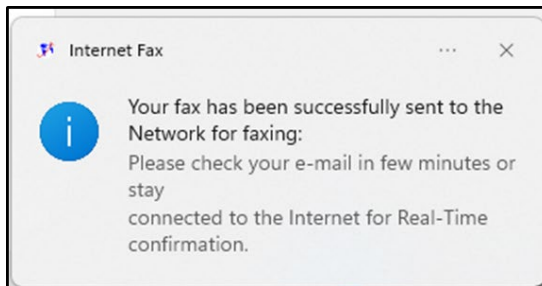 Internet Fax
Your fax has been successfully sent to the
Network for faxing:
Please check your e-mail in few minutes or
stay
connected to the Internet for Real-Time
confirmation.